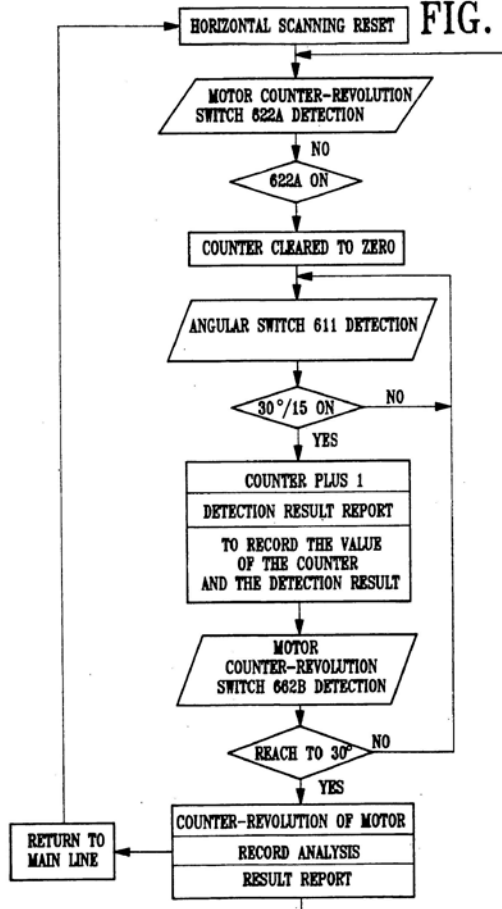 FIG.
HORIZONTAL SCANNING RESET
MOTOR COUNTER-REVOLUTION
SWITCH 622A DETECTION
NO
622A ON
COUNTER CLEARED TO ZERO
ANGULAR SWITCH 611 DETECTION
30°/15 ON
NO
YES
COUNTER PLUS 1
DETECTION RESULT REPORT
TO RECORD THE VALUE
OF THE COUNTER
AND THE DETECTION RESULT
MOTOR
COUNTER-REVOLUTION
SWITCH 662B DETECTION
REACH TO 30°
NO
YES
COUNTER-REVOLUTION OF MOTOR
RECORD ANALYSIS
RESULT REPORT
RETURN TO
MAIN LINE